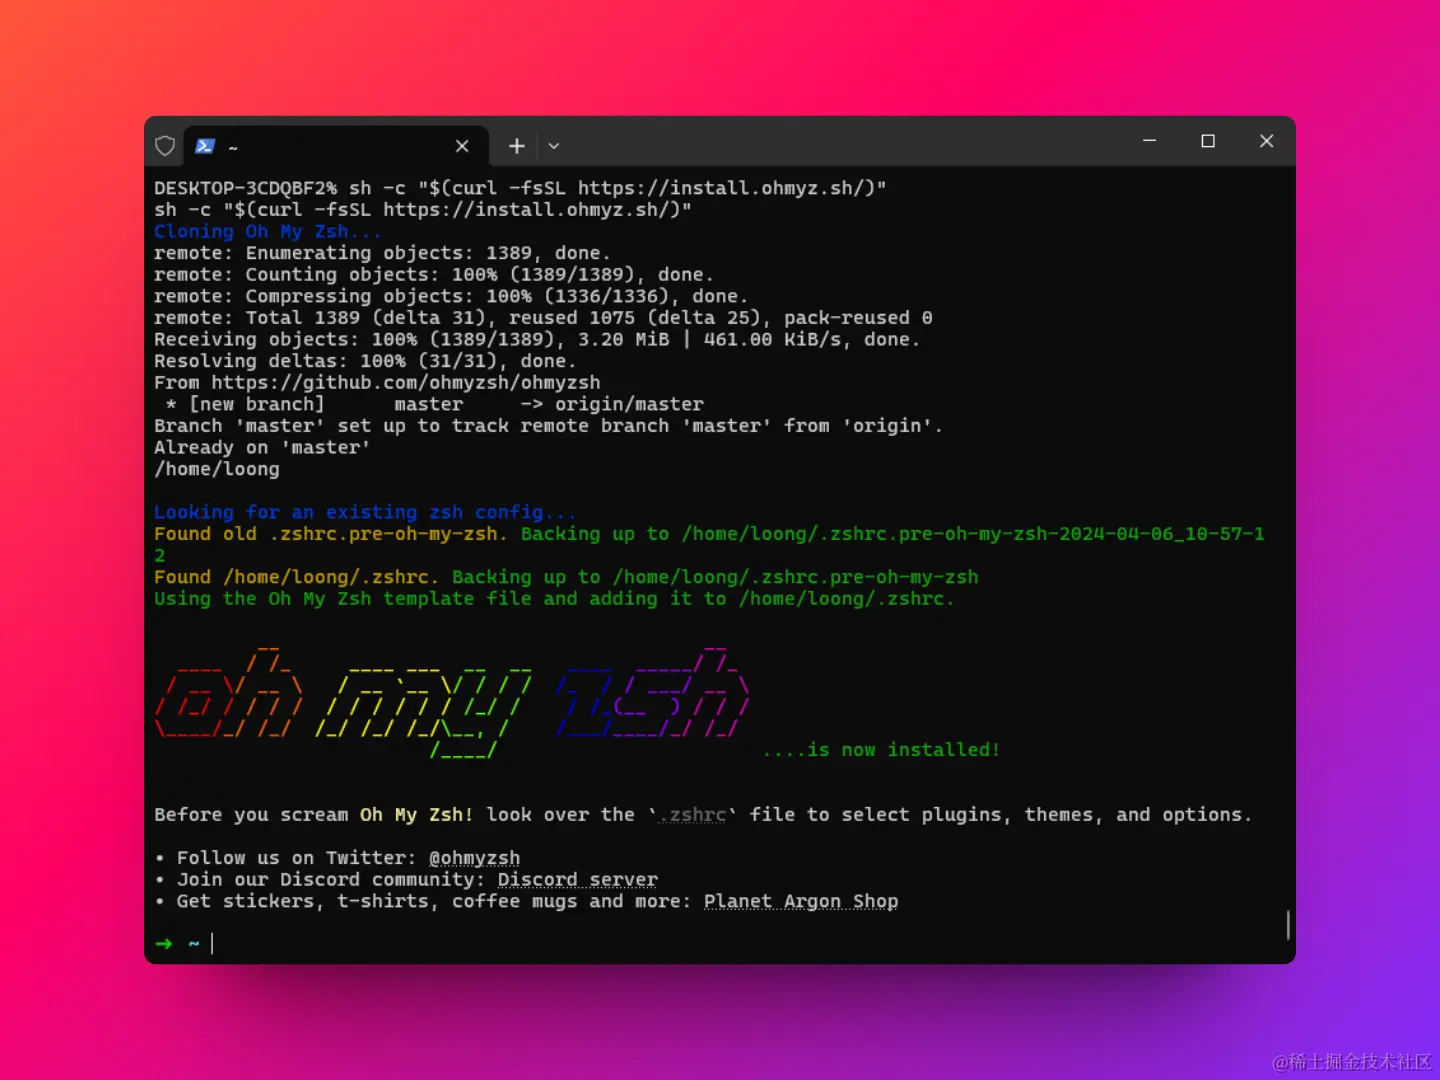 ~
DESKTOP-3CDQBF2% sh -c "$(curl -fsSL https://install.ohmyz.sh/)"
sh -c "$(curl -fsSL https://install.ohmyz.sh/)"
Cloning Oh My Zsh...
remote: Enumerating objects: 1389, done.
remote: Counting objects: 100% (1389/1389), done.
remote: Compressing objects: 100% (1336/1336), done.
remote: Total 1389 (delta 31), reused 1075 (delta 25), pack-reused 0
Receiving objects: 100% (1389/1389), 3.20 MiB | 461.00 KiB/s, done.
Resolving deltas: 100% (31/31), done.
From https://github.com/ohmyzsh/ohmyzsh
 * [new branch]      master     -> origin/master
Branch 'master' set up to track remote branch 'master' from 'origin'.
Already on 'master'
/home/loong
Looking for an existing zsh config...
Found old .zshrc.pre-oh-my-zsh. Backing up to /home/loong/.zshrc.pre-oh-my-zsh-2024-04-06_10-57-1
2
Found /home/loong/.zshrc. Backing up to /home/loong/.zshrc.pre-oh-my-zsh
Using the Oh My Zsh template file and adding it to /home/loong/.zshrc.
oh my zsh
....is now installed!
Before you scream Oh My Zsh! look over the `.zshrc` file to select plugins, themes, and options.
• Follow us on Twitter: @ohmyzsh
• Join our Discord community: Discord server
• Get stickers, t-shirts, coffee mugs and more: Planet Argon Shop
➜ ~
@稀土掘金技术社区